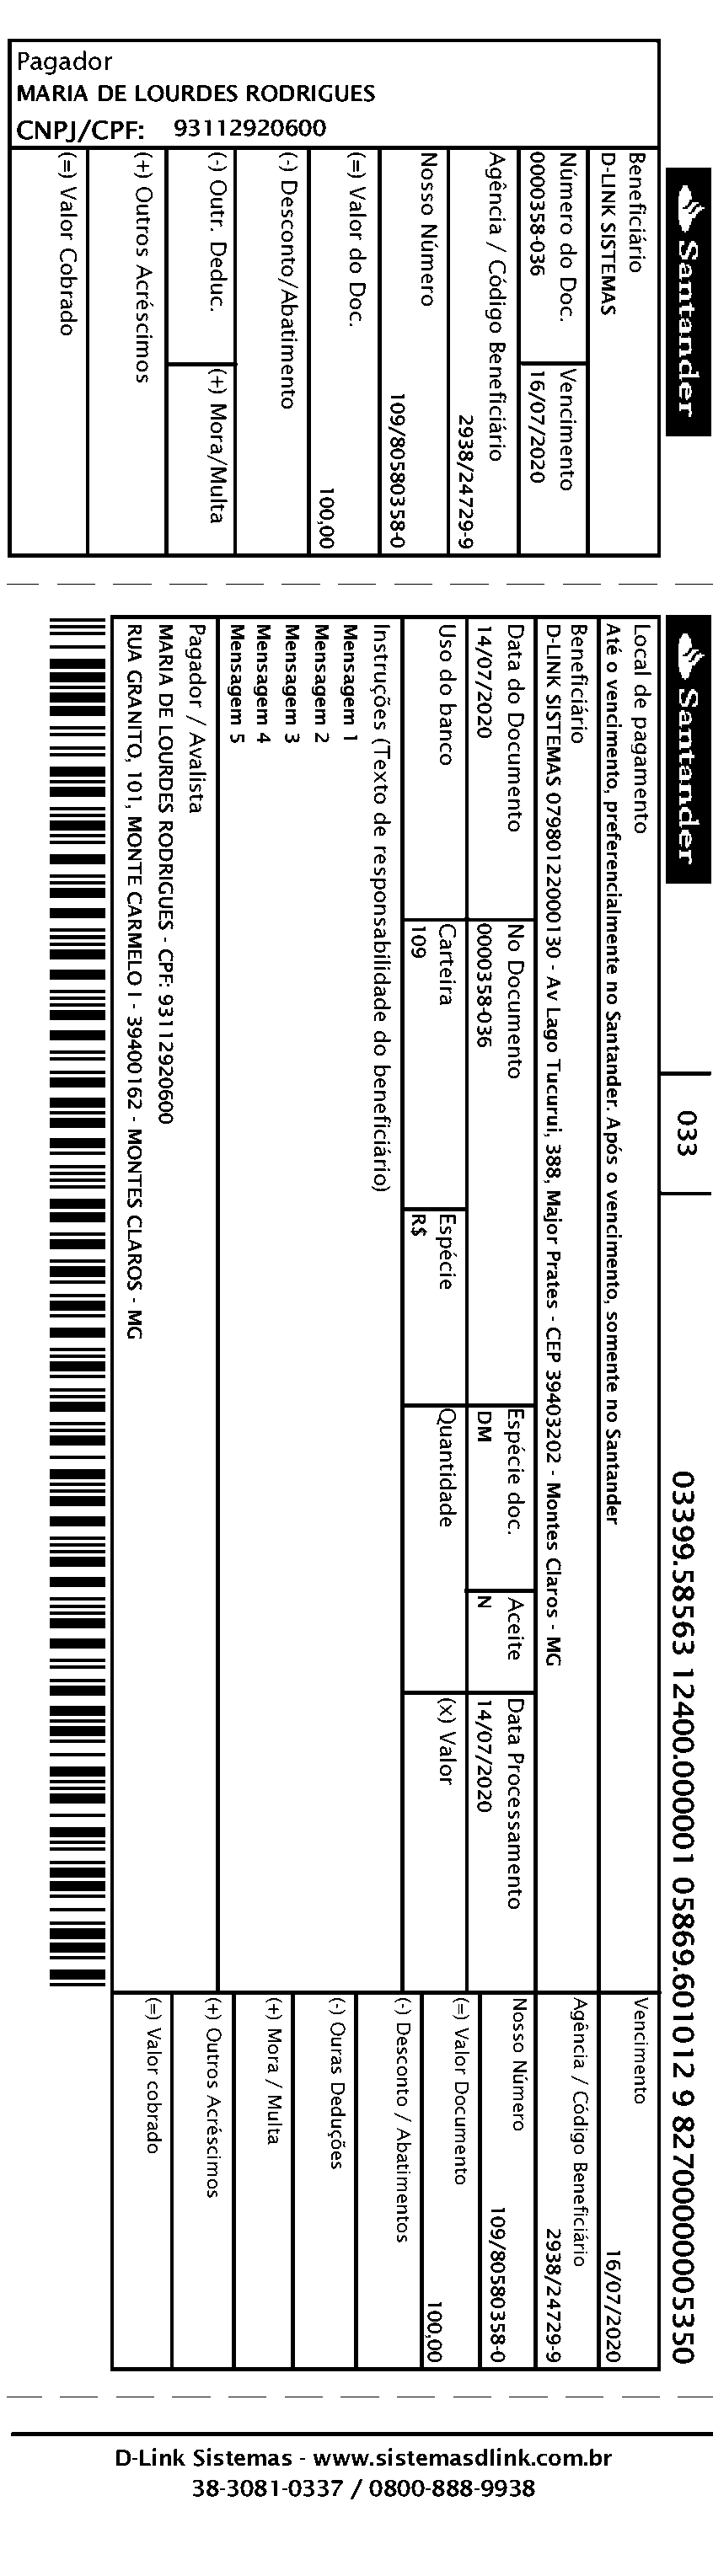 Pagador
MARIA DE LOURDES RODRIGUES
CNPJ/CPF: 93112920600
Santander
Beneficiário
D-LINK SISTEMAS
Número do Doc. Vencimento
0000358-036 16/07/2020
Agência / Código Beneficiário
2938/24729-9
Nosso Número
109/80580358-0
(=) Valor do Doc.
100,00
(-) Desconto/Abatimento
(-) Outr. Deduc. (+) Mora/Multa
(+) Outros Acréscimos
(=) Valor Cobrado
Santander 033 03399.58563 12400.000001 05869.601012 9 82700000005350
Local de pagamento
Até o vencimento, preferencialmente no Santander. Após o vencimento, somente no Santander
Vencimento
16/07/2020
Beneficiário
D-LINK SISTEMAS 07980122000130 - Av Lago Tucurui, 388, Major Prates - CEP 39403202 - Montes Claros - MG
Agência / Código Beneficiário
2938/24729-9
Data do Documento No Documento Espécie doc. Aceite Data Processamento
14/07/2020 0000358-036 DM N 14/07/2020
Nosso Número
109/80580358-0
Uso do banco Carteira Espécie Quantidade (x) Valor
109 R$
(=) Valor Documento
100,00
Instruções (Texto de responsabilidade do beneficiário)
Mensagem 1
Mensagem 2
Mensagem 3
Mensagem 4
Mensagem 5
(-) Desconto / Abatimentos
(-) Ouras Deduções
(+) Mora / Multa
(+) Outros Acréscimos
(=) Valor cobrado
Pagador / Avalista
MARIA DE LOURDES RODRIGUES - CPF: 93112920600
RUA GRANITO, 101, MONTE CARMELO I - 39400162 - MONTES CLAROS - MG
D-Link Sistemas - www.sistemasdlink.com.br
38-3081-0337 / 0800-888-9938